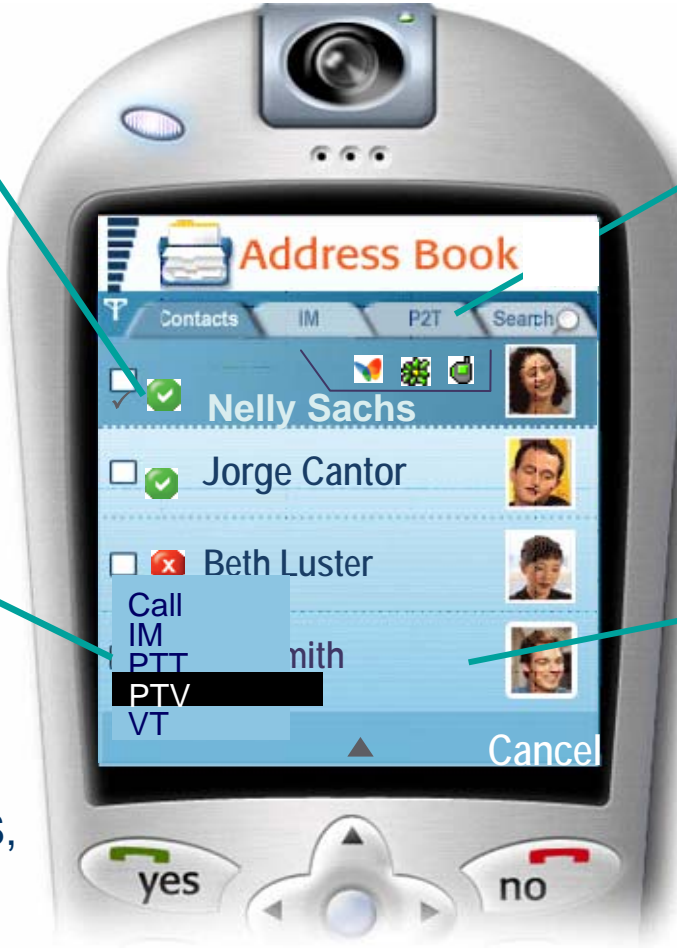 Address Book
Contacts IM P2T Search
Nelly Sachs
Jorge Cantor
Beth Luster
Call
IM
PTT
mith
PTV
VT
Cancel
s,
yes no